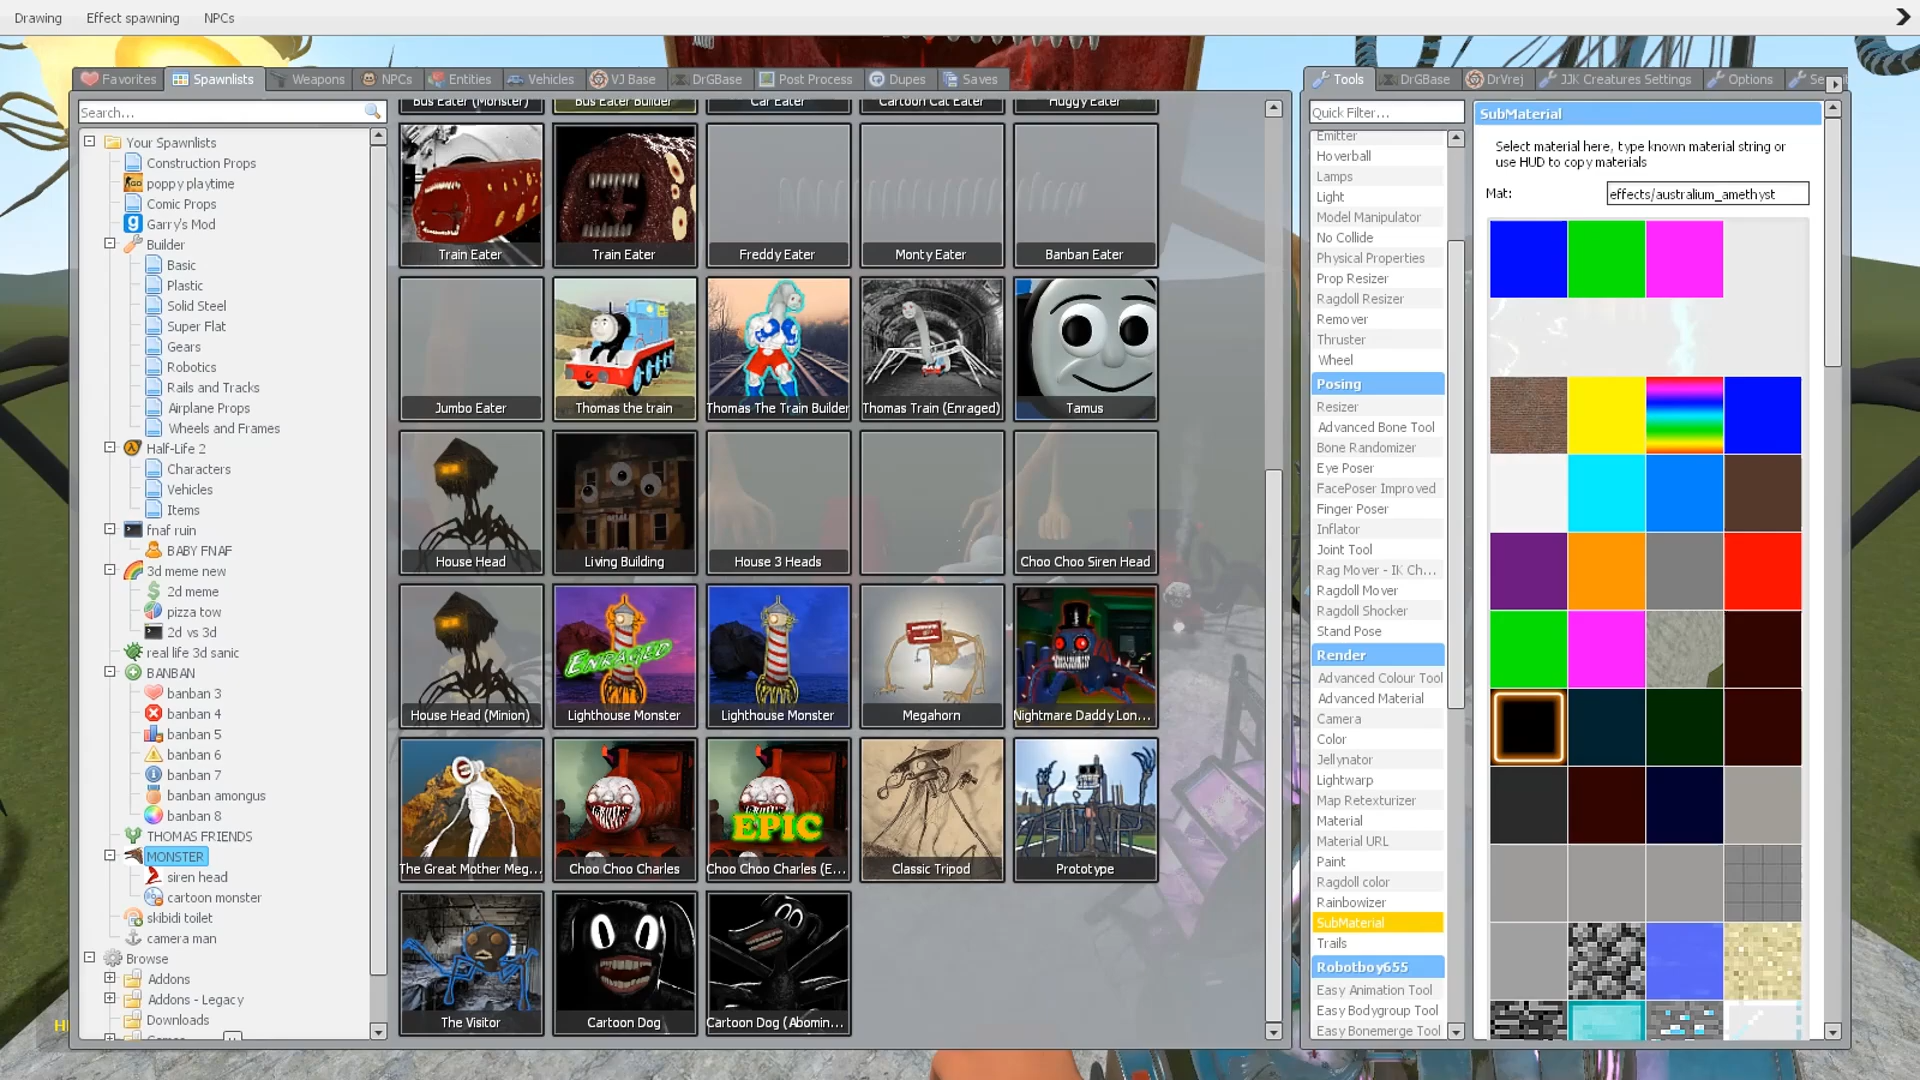 Drawing Effect spawning NPCs
Favorites Spawnlists Weapons NPCs Entities Vehicles VJ Base DrGBase Post Process Dupes Saves
Search...
Your Spawnlists
Construction Props
poppy playtime
Comic Props
Garry's Mod
Builder
Basic
Plastic
Solid Steel
Super Flat
Gears
Robotics
Rails and Tracks
Airplane Props
Wheels and Frames
Half-Life 2
Characters
Vehicles
Items
fnaf ruin
BABY FNAF
3d meme new
2d meme
pizza tow
2d vs 3d
real life 3d sanic
BANBAN
banban 3
banban 4
banban 5
banban 6
banban 7
banban amongus
banban 8
THOMAS FRIENDS
MONSTER
siren head
cartoon monster
skibidi toilet
camera man
Browse
Addons
Addons - Legacy
Downloads
Bus Eater (Monster) Bus Eater Builder Car Eater Cartoon Cat Eater Huggy Eater
Train Eater Train Eater Freddy Eater Monty Eater Banban Eater
Jumbo Eater Thomas the train Thomas The Train Builder Thomas Train (Enraged) Tamus
House Head Living Building House 3 Heads Choo Choo Siren Head
ENRAGED
House Head (Minion) Lighthouse Monster Lighthouse Monster Megahorn Nightmare Daddy Lon...
EPIC
The Great Mother Meg... Choo Choo Charles Choo Choo Charles (E... Classic Tripod Prototype
The Visitor Cartoon Dog Cartoon Dog (Abomin...
Tools DrGBase DrVrej JJK Creatures Settings Options
Quick Filter...
Emitter
Hoverball
Lamps
Light
Model Manipulator
No Collide
Physical Properties
Prop Resizer
Ragdoll Resizer
Remover
Thruster
Wheel
Posing
Resizer
Advanced Bone Tool
Bone Randomizer
Eye Poser
FacePoser Improved
Finger Poser
Inflator
Joint Tool
Rag Mover - IK Ch...
Ragdoll Mover
Ragdoll Shocker
Stand Pose
Render
Advanced Colour Tool
Advanced Material
Camera
Color
Jellynator
Lightwarp
Map Retexturizer
Material
Material URL
Paint
Ragdoll color
Rainbowizer
SubMaterial
Trails
Robotboy655
Easy Animation Tool
Easy Bodygroup Tool
Easy Bonemerge Tool
SubMaterial
Select material here, type known material string or
use HUD to copy materials
Mat: effects/australium_amethyst